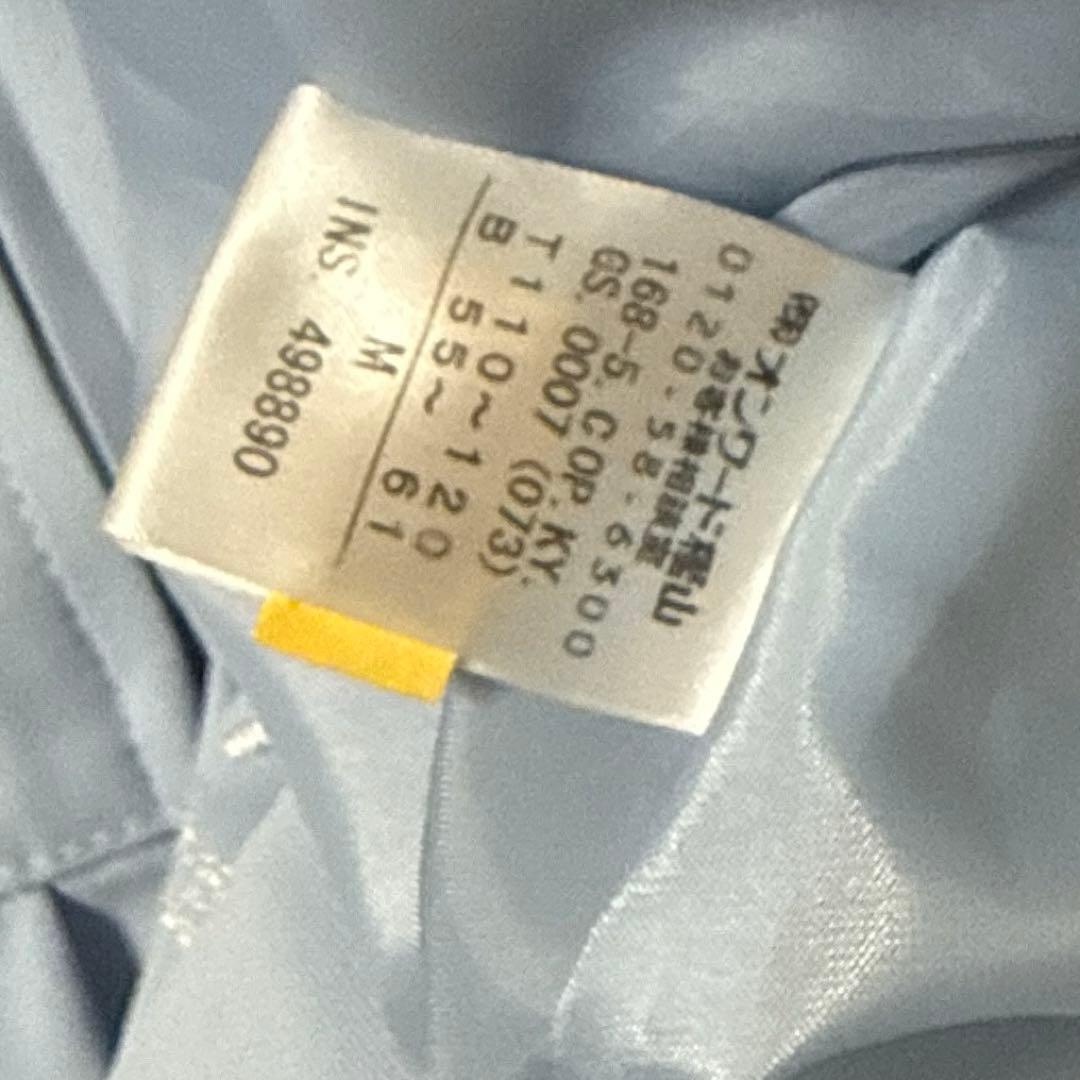 ㈱オンワード樫山
お客様相談室
0120.58.6300
168-5. COP. KY.
GS. 0007 (073)
T 110~120
B 55~ 61
M
INS. 498890